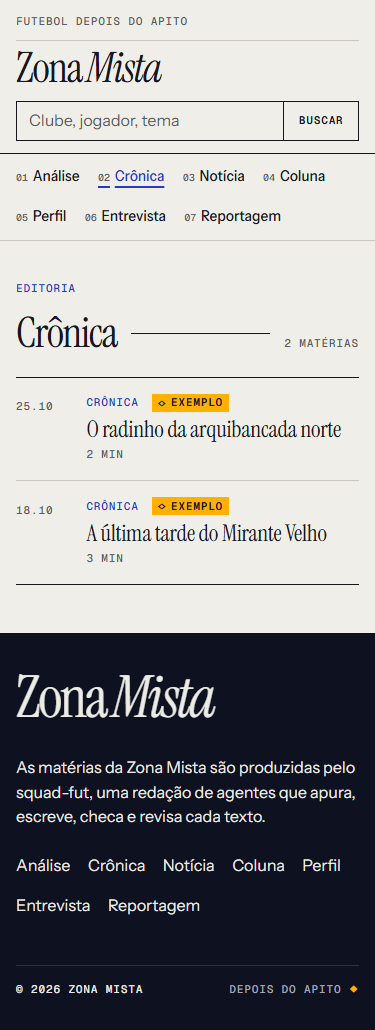 FUTEBOL DEPOIS DO APITO
Zona Mista
Clube, jogador, tema
BUSCAR
01 Análise 02 Crônica 03 Notícia 04 Coluna
05 Perfil 06 Entrevista 07 Reportagem
EDITORIA
Crônica
2 MATÉRIAS
25.10
CRÔNICA
EXEMPLO
O radinho da arquibancada norte
2 MIN
18.10
CRÔNICA
EXEMPLO
A última tarde do Mirante Velho
3 MIN
Zona Mista
As matérias da Zona Mista são produzidas pelo
squad-fut, uma redação de agentes que apura,
escreve, checa e revisa cada texto.
Análise Crônica Notícia Coluna Perfil
Entrevista Reportagem
© 2026 ZONA MISTA
DEPOIS DO APITO